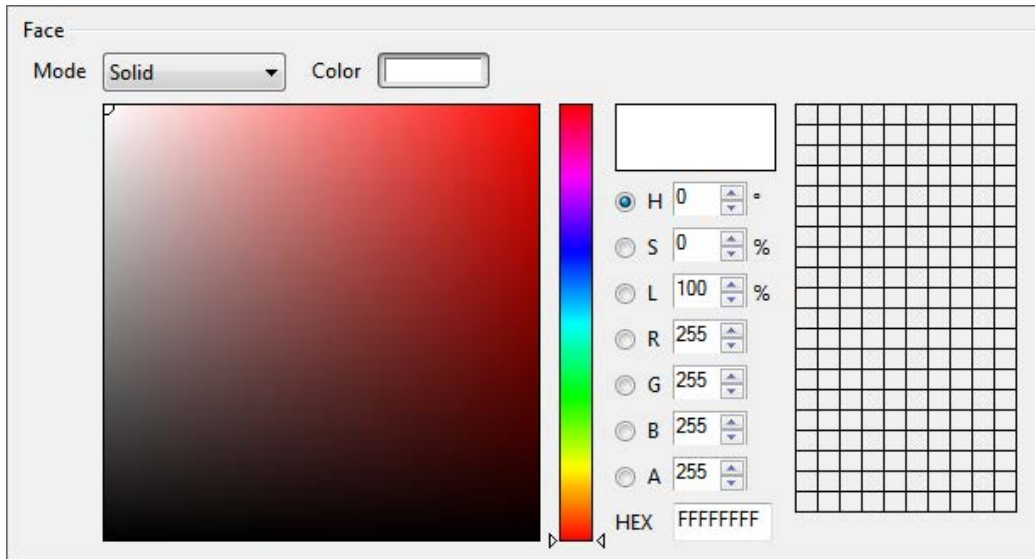 Face
Mode Solid Color
H 0 °
S 0 %
L 100 %
R 255
G 255
B 255
A 255
HEX FFFFFFFF